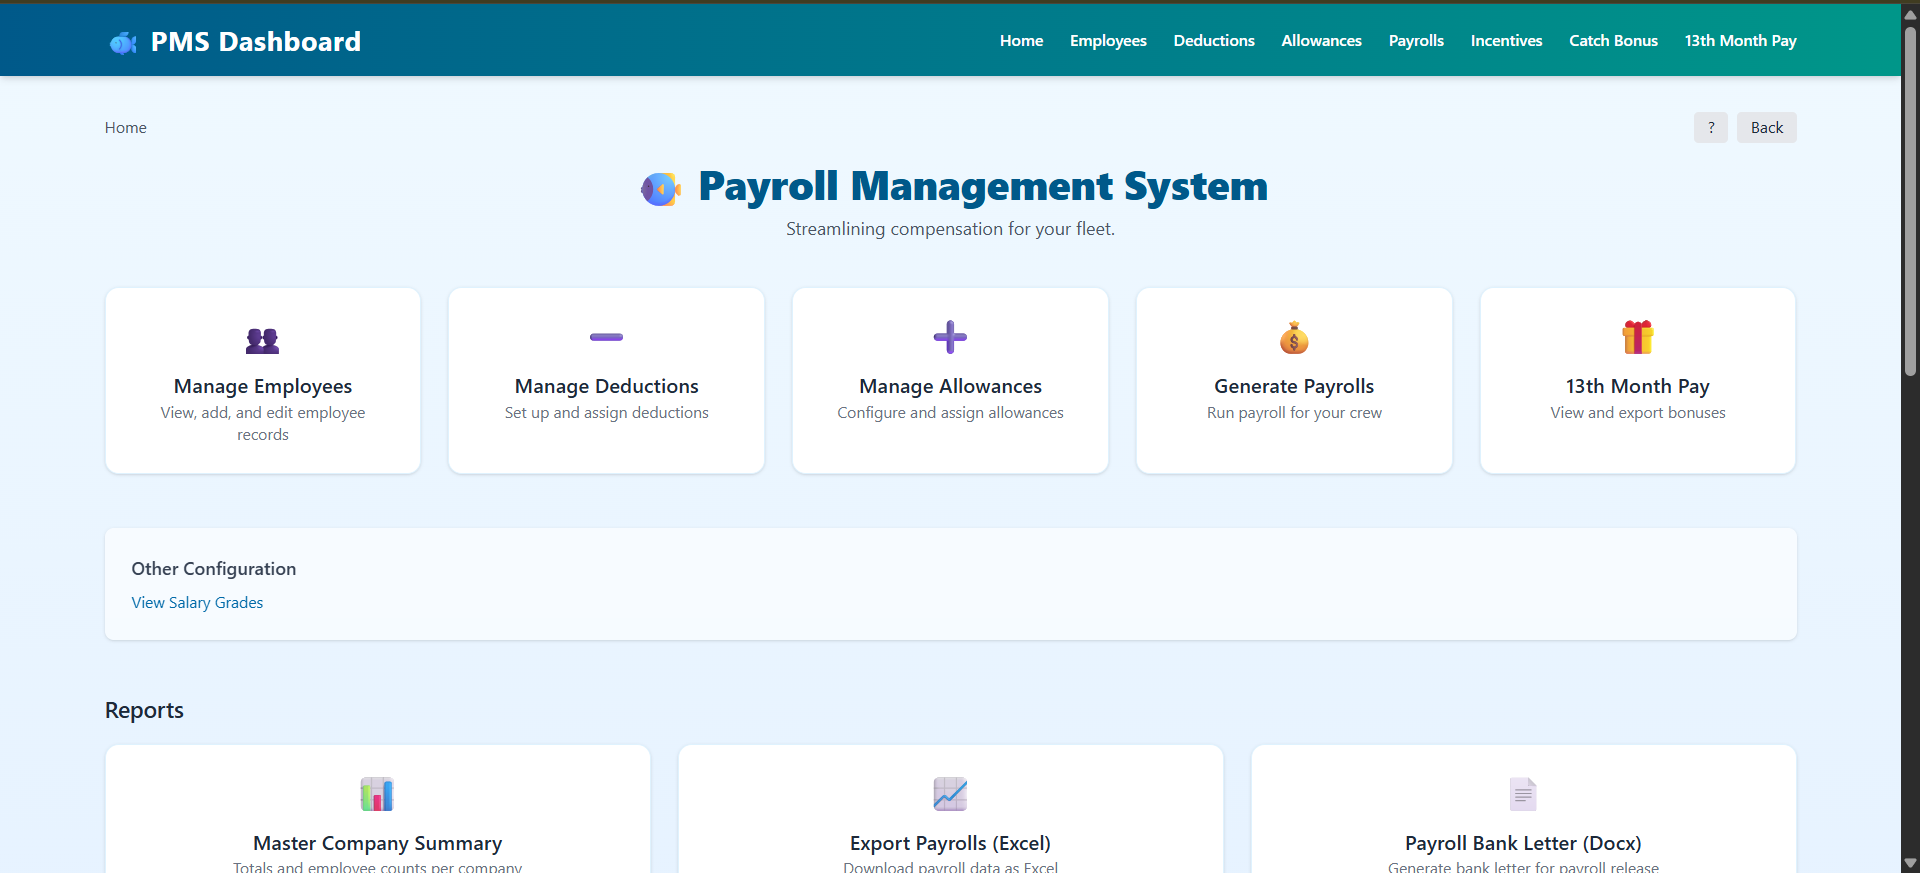 PMS Dashboard
Home Employees Deductions Allowances Payrolls Incentives Catch Bonus 13th Month Pay
Home
? Back
Payroll Management System
Streamlining compensation for your fleet.
Manage Employees
View, add, and edit employee
records
Manage Deductions
Set up and assign deductions
Manage Allowances
Configure and assign allowances
Generate Payrolls
Run payroll for your crew
13th Month Pay
View and export bonuses
Other Configuration
View Salary Grades
Reports
Master Company Summary
Totals and employee counts per company
Export Payrolls (Excel)
Download payroll data as Excel
Payroll Bank Letter (Docx)
Generate bank letter for payroll release